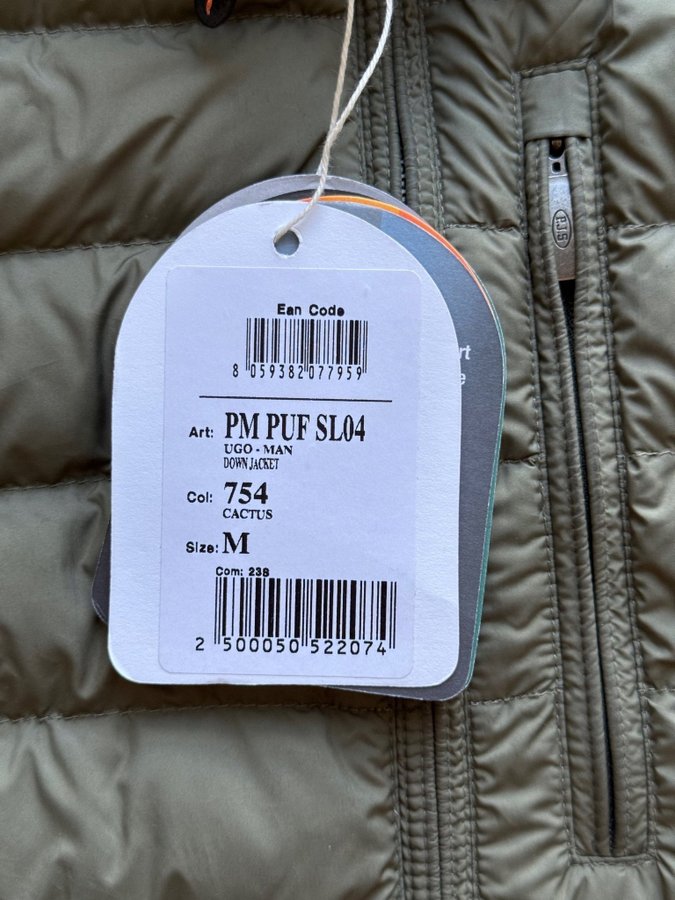 P.J.S
Ean Code
8 059382 077959
Art: PM PUF SL04
UGO - MAN
DOWN JACKET
Col: 754
CACTUS
Size: M
Com: 238
2 500050 522074